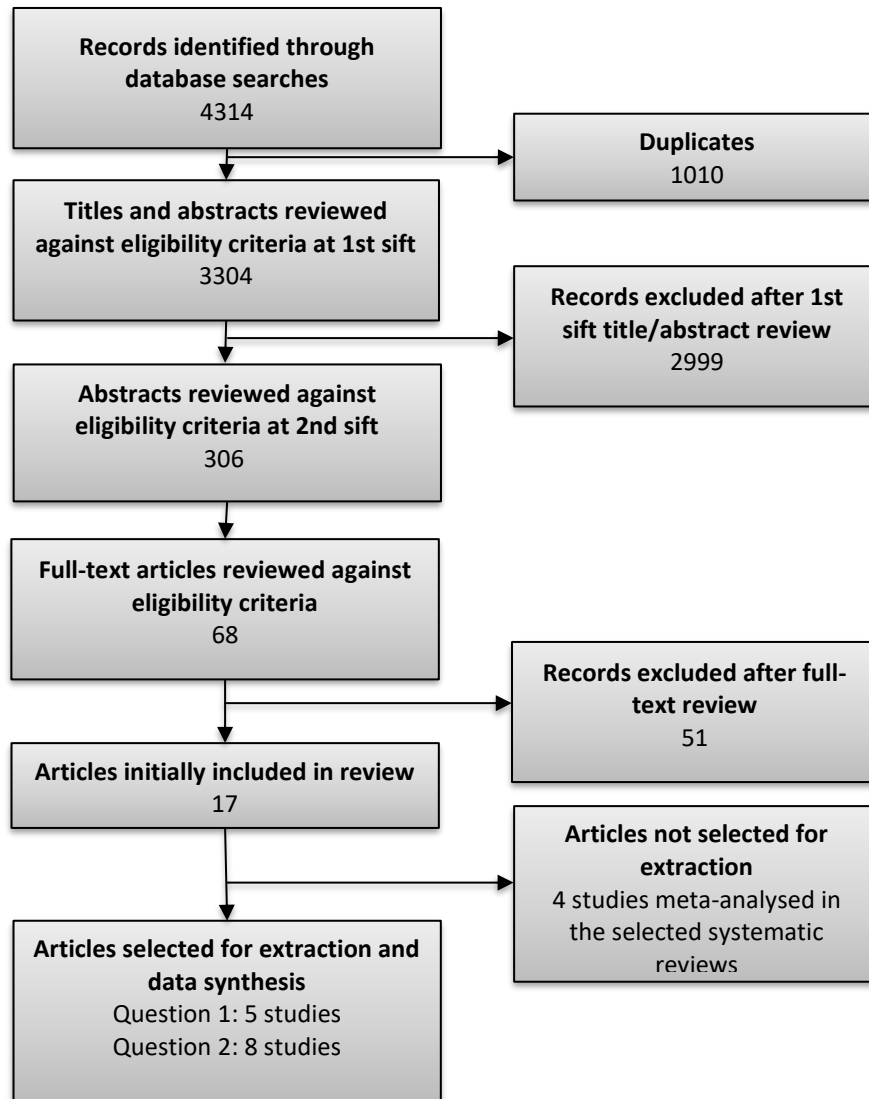 Records identified through
database searches
4314
Duplicates
1010
Titles and abstracts reviewed
against eligibility criteria at 1st sift
3304
Records excluded after 1st
sift title/abstract review
2999
Abstracts reviewed against
eligibility criteria at 2nd sift
306
Full-text articles reviewed against
eligibility criteria
68
Records excluded after full-
text review
51
Articles initially included in review
17
Articles not selected for
extraction
4 studies meta-analysed in
the selected systematic
reviews
Articles selected for extraction and
data synthesis
Question 1: 5 studies
Question 2: 8 studies